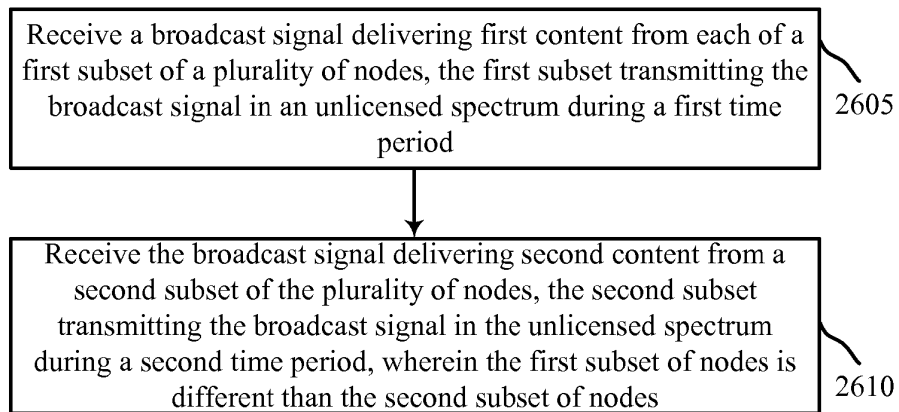 Receive a broadcast signal delivering first content from each of a
first subset of a plurality of nodes, the first subset transmitting the
broadcast signal in an unlicensed spectrum during a first time
period
2605
Receive the broadcast signal delivering second content from a
second subset of the plurality of nodes, the second subset
transmitting the broadcast signal in the unlicensed spectrum
during a second time period, wherein the first subset of nodes is
different than the second subset of nodes
2610